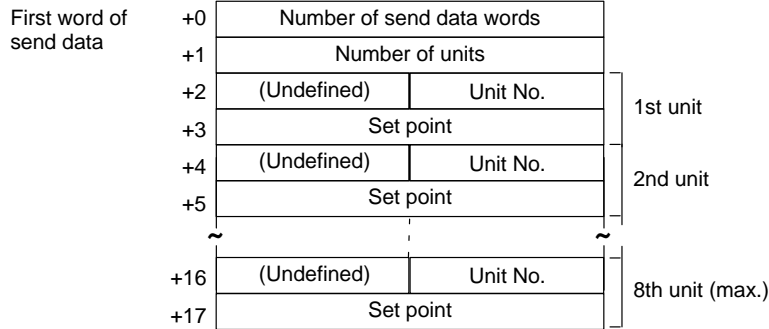 First word of
send data
+0 Number of send data words
+1 Number of units
+2 (Undefined) Unit No.
1st unit
+3 Set point
+4 (Undefined) Unit No.
2nd unit
+5 Set point
~ ~
+16 (Undefined) Unit No.
8th unit (max.)
+17 Set point